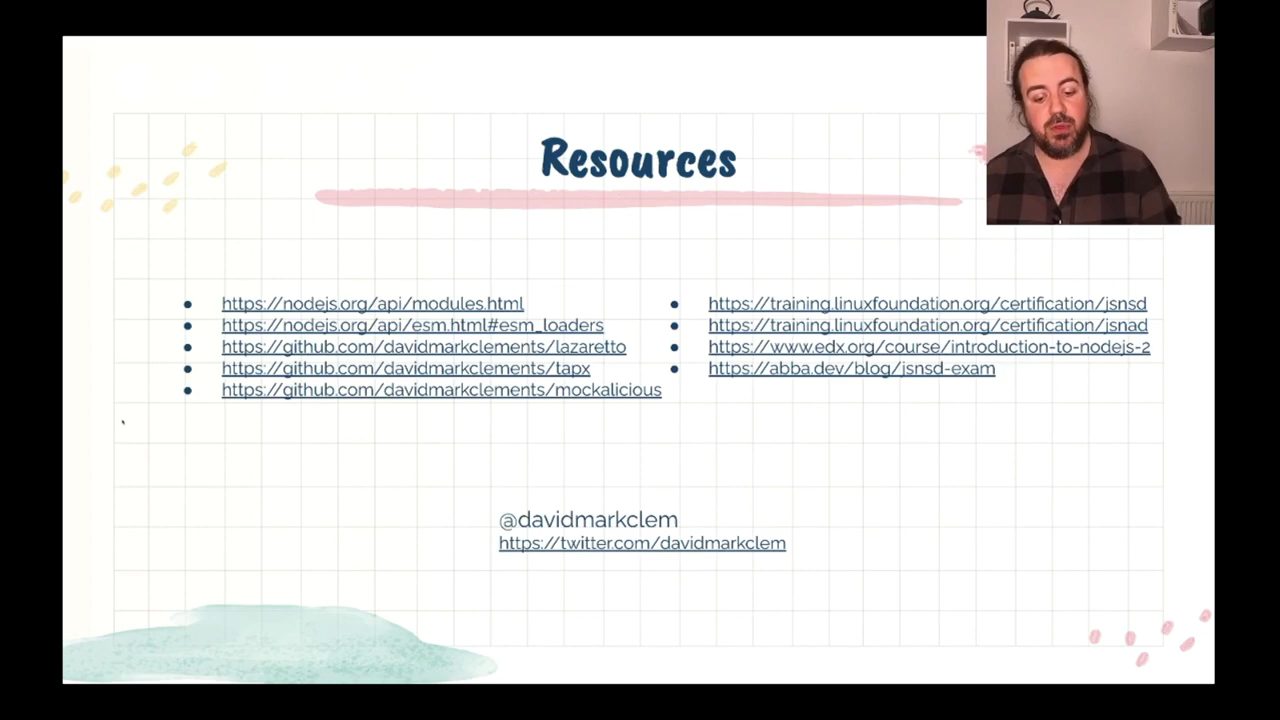 Resources
https://nodejs.org/api/modules.html
https://nodejs.org/api/esm.html#esm_loaders
https://github.com/davidmarkclements/lazaretto
https://github.com/davidmarkclements/tapx
https://github.com/davidmarkclements/mockalicious
https://training.linuxfoundation.org/certification/jsnsd
https://training.linuxfoundation.org/certification/jsnad
https://www.edx.org/course/introduction-to-nodejs-2
https://abba.dev/blog/jsnsd-exam
@davidmarkclem
https://twitter.com/davidmarkclem